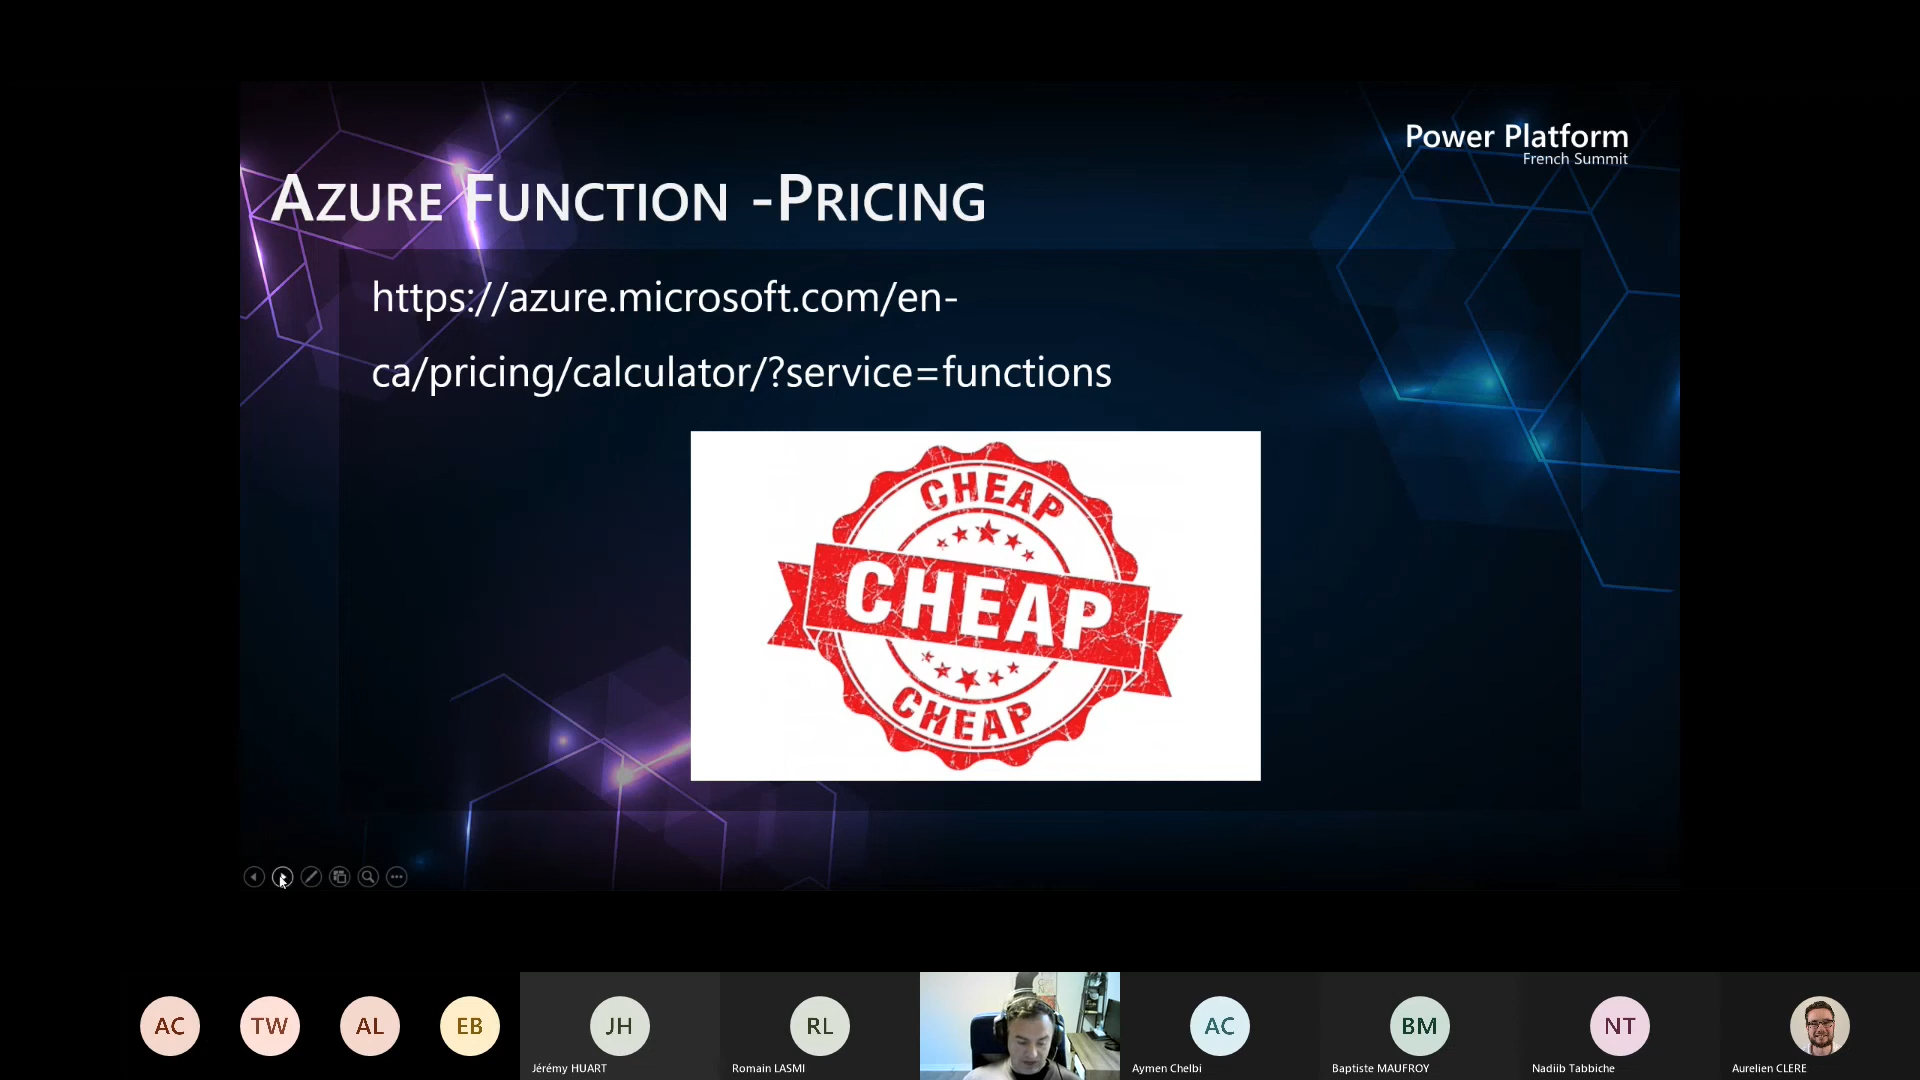 Power Platform
French Summit
AZURE FUNCTION -PRICING
https://azure.microsoft.com/en-
ca/pricing/calculator/?service=functions
CHEAP
CHEAP
CHEAP
AC
TW
AL
EB
JH
RL
AC
BM
NT
Jérémy HUART
Romain LASMI
Aymen Chelbi
Baptiste MAUFROY
Nadiib Tabbiche
Aurelien CLERE